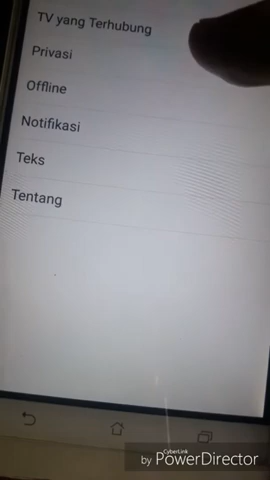 TV yang Terhubung
Privasi
Offline
Notifikasi
Teks
Tentang
CyberLink
by PowerDirector